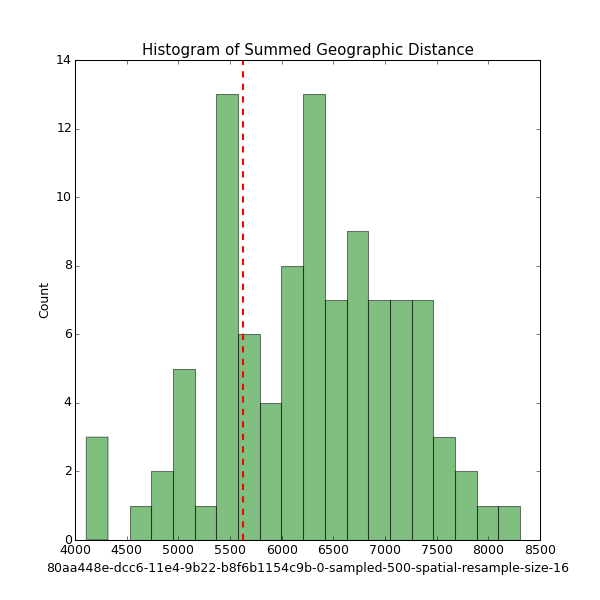 Histogram of Summed Geographic Distance
14
12
10
8
6
4
2
0
Count
4000 4500 5000 5500 6000 6500 7000 7500 8000 8500
80aa448e-dcc6-11e4-9b22-b8f6b1154c9b-0-sampled-500-spatial-resample-size-16